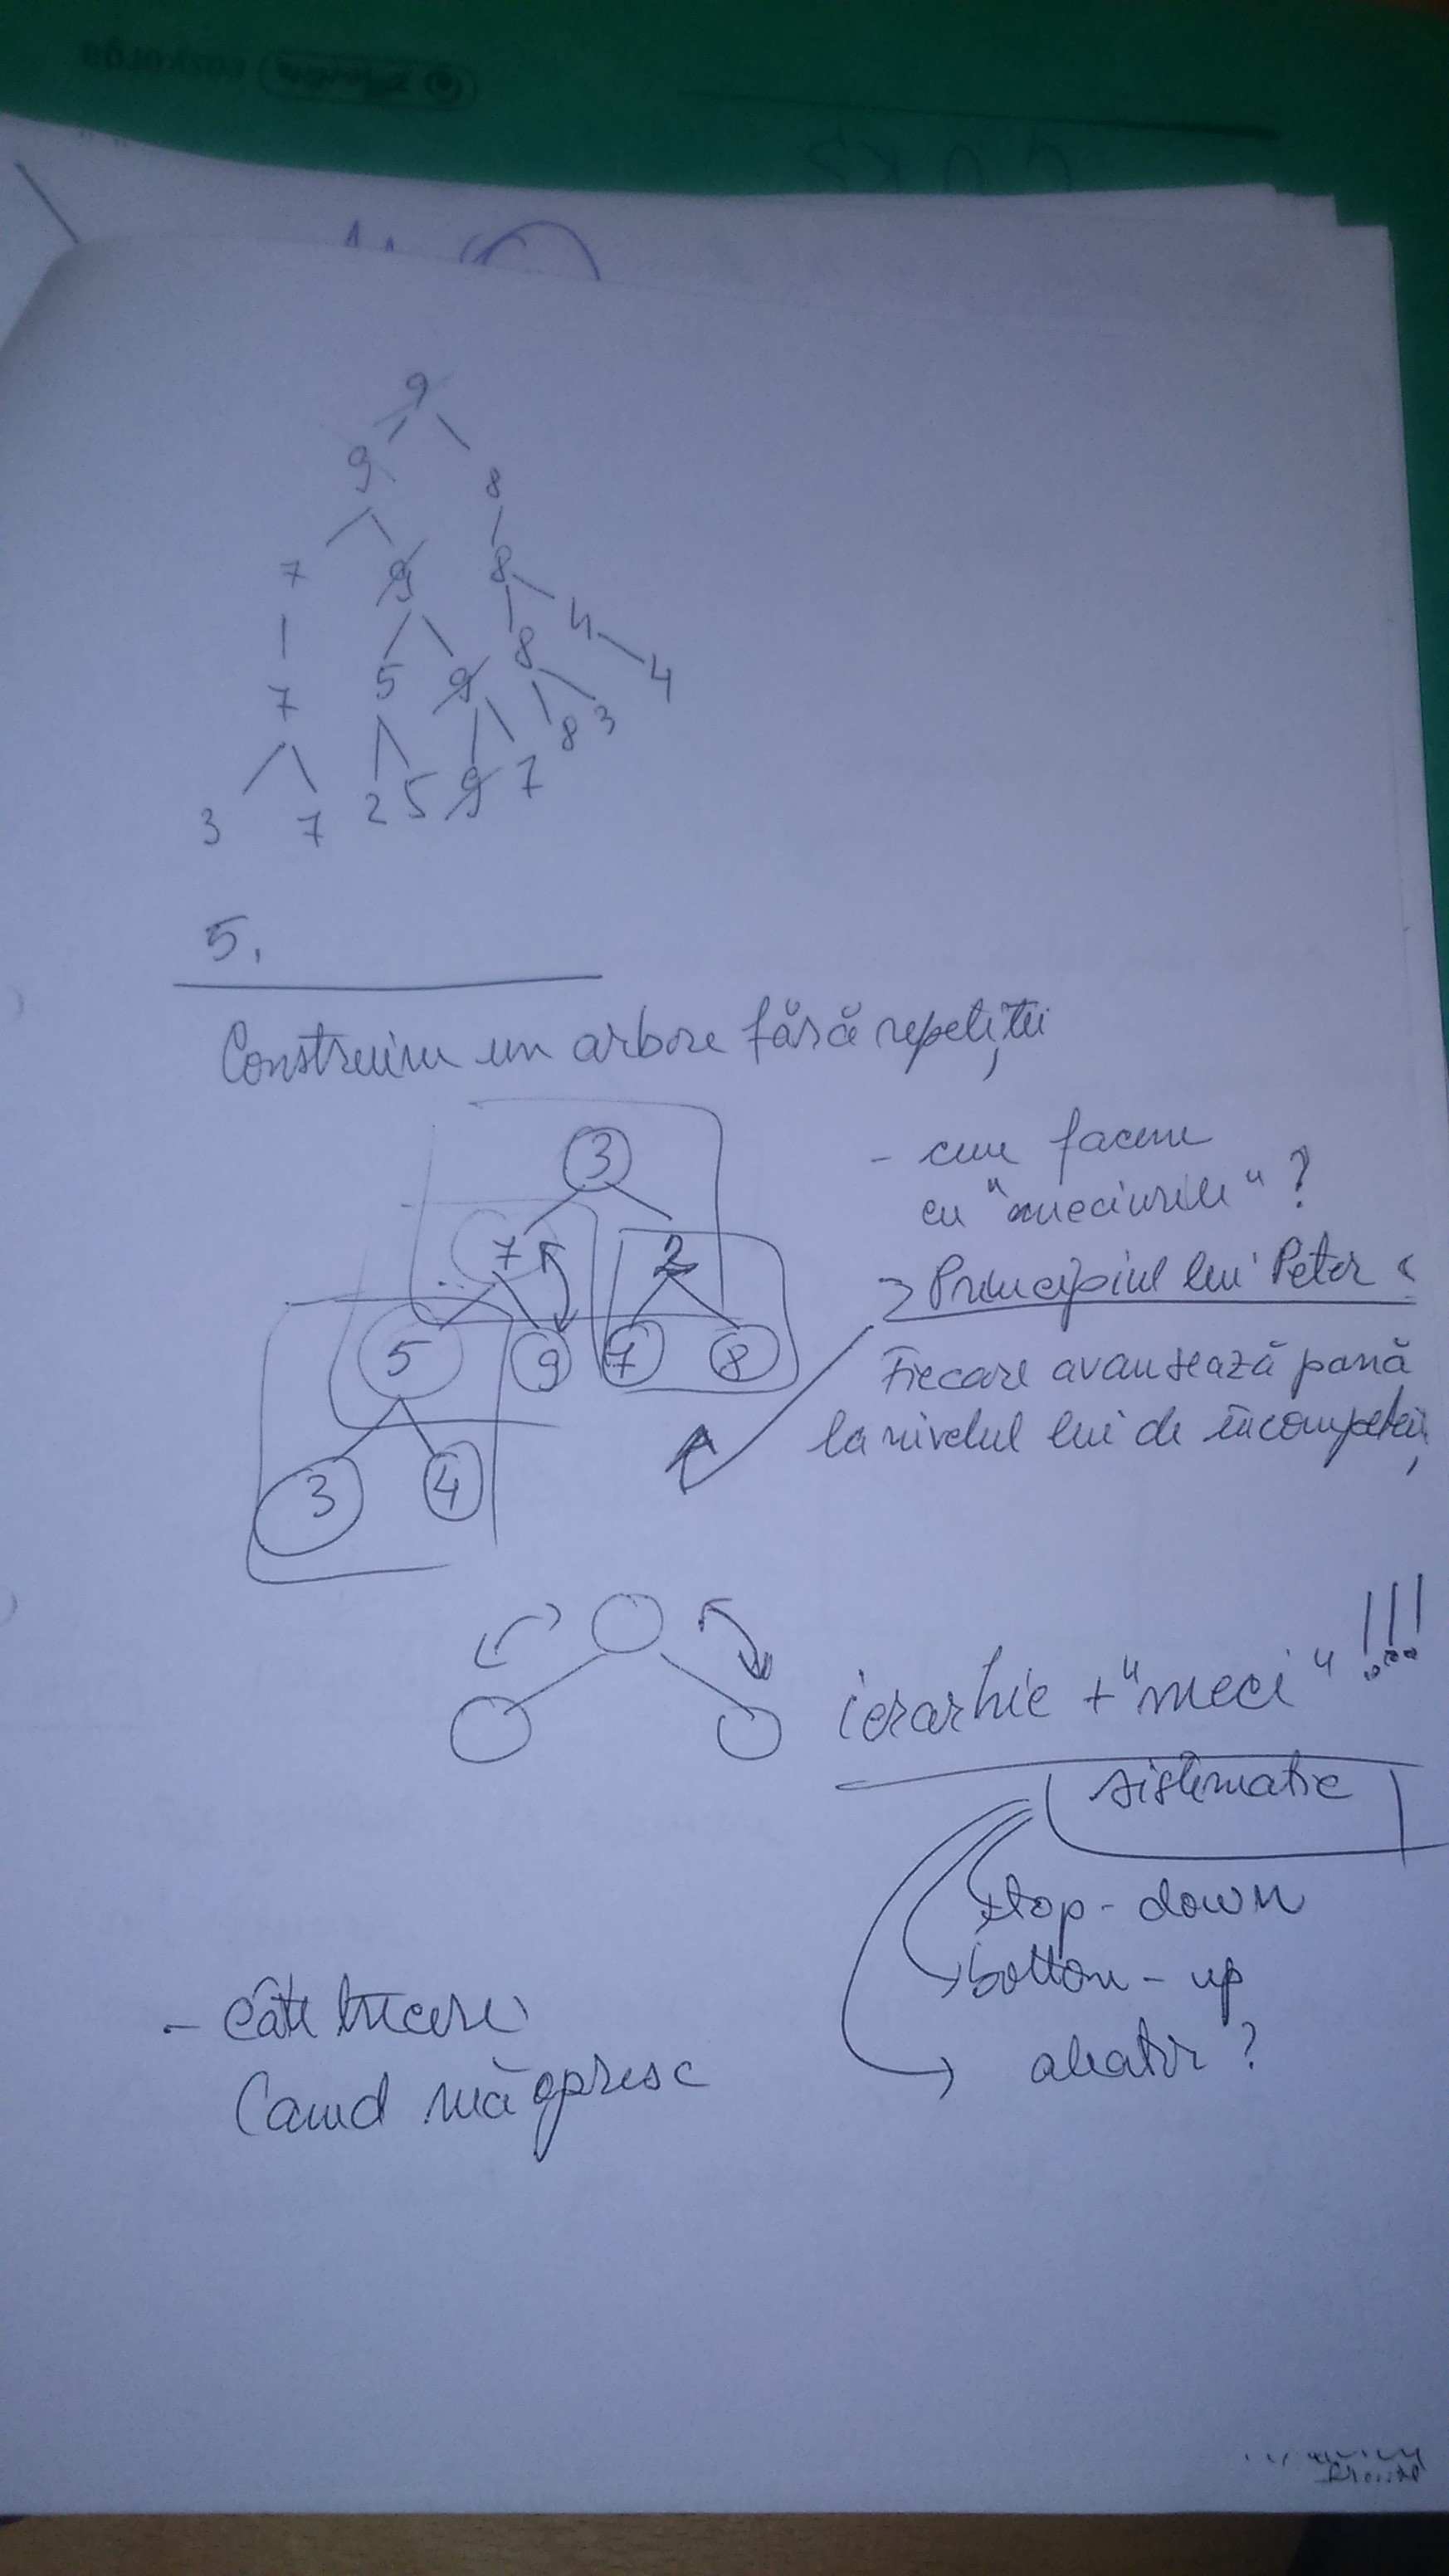 9
9 8
7 9 8
4
8 4
7 5 9
8 3
3 7 2 5 9 7
5.
Construim un arbore fără repetiții
3
7 2
5 9 7 8
3 4
- cum facem
cu "meciurile"?
Principiul lui Peter
Fiecare avansează pană
la nivelul lui de
ierarhie + "meci" !!!
sistematic
top-down
bottom-up
aleator?
- Câte treceri
Cand mă opresc